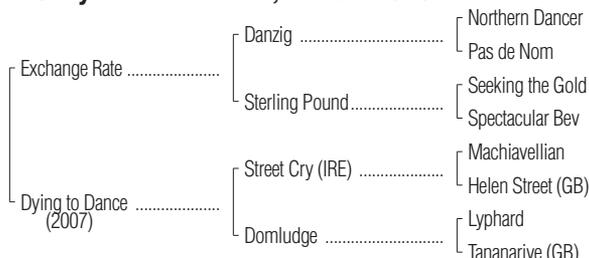 Northern Dancer
Danzig ........................................
Pas de Nom
Exchange Rate .........................
Seeking the Gold
Sterling Pound.........................
Spectacular Bev
Machiavellian
Street Cry (IRE) .......................
Helen Street (GB)
Dying to Dance .......................
(2007)
Lyphard
Domludge ................................
Tananarive (GB)